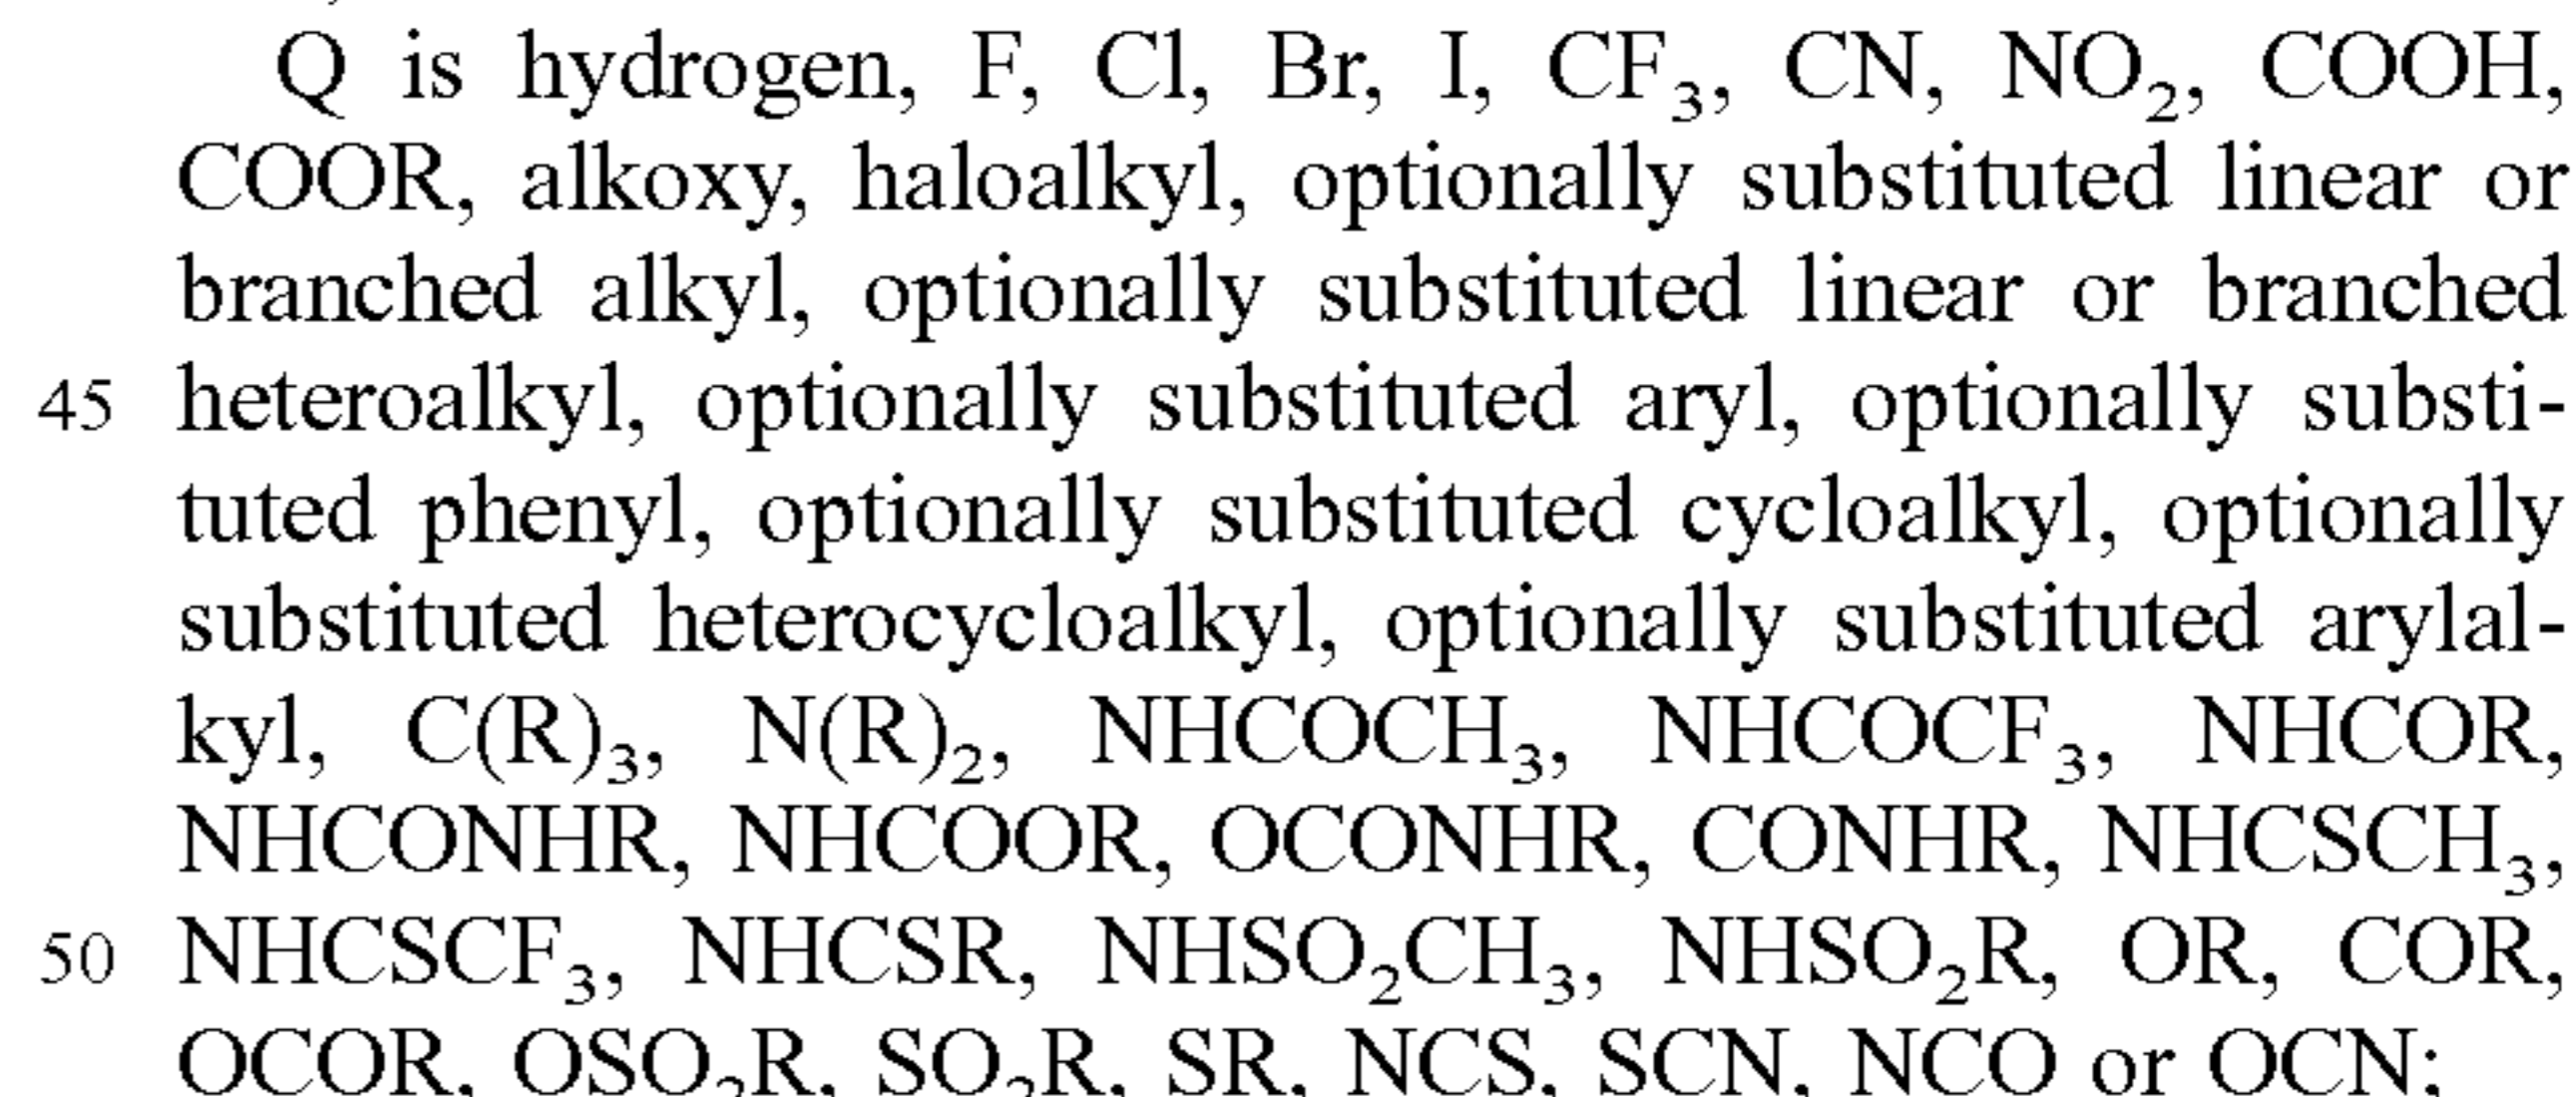 Q is hydrogen, F, Cl, Br, I, CF₃, CN, NO₂, COOH,
COOR, alkoxy, haloalkyl, optionally substituted linear or
branched alkyl, optionally substituted linear or branched
45 heteroalkyl, optionally substituted aryl, optionally substi-
tuted phenyl, optionally substituted cycloalkyl, optionally
substituted heterocycloalkyl, optionally substituted arylal-
kyl, C(R)₃, N(R)₂, NHCOCH₃, NHCOCF₃, NHCOR,
NHCONHR, NHCOOR, OCONHR, CONHR, NHCSCH₃,
50 NHCSCF₃, NHCSR, NHSO₂CH₃, NHSO₂R, OR, COR,
OCOR, OSO₂R, SO₂R, SR, NCS, SCN, NCO or OCN;